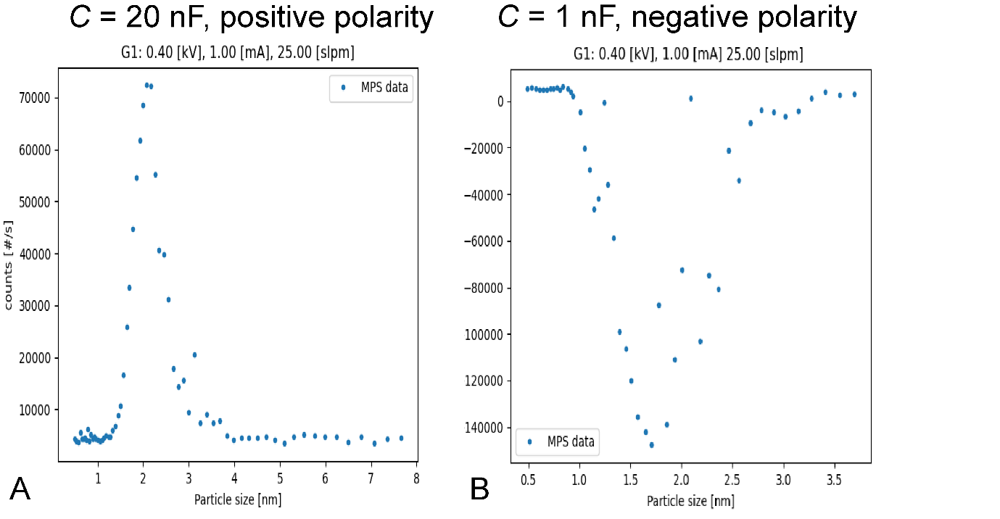 C = 20 nF, positive polarity
G1: 0.40 [kV], 1.00 [mA], 25.00 [slpm]
MPS data
70000
60000
50000
40000
30000
20000
10000
counts [#/s]
1 2 3 4 5 6 7 8
Particle size [nm]
A
C = 1 nF, negative polarity
G1: 0.40 [kV], 1.00 [mA] 25.00 [slpm]
0
−20000
−40000
−60000
−80000
100000
120000
140000
MPS data
0.5 1.0 1.5 2.0 2.5 3.0 3.5
Particle size [nm]
B